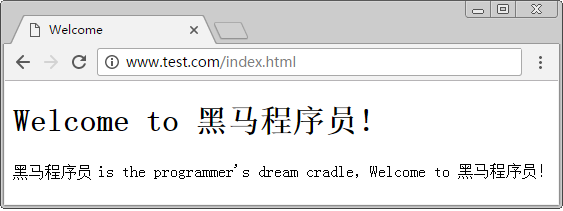 Welcome
www.test.com/index.html
Welcome to 黑马程序员!
黑马程序员 is the programmer's dream cradle, Welcome to 黑马程序员!